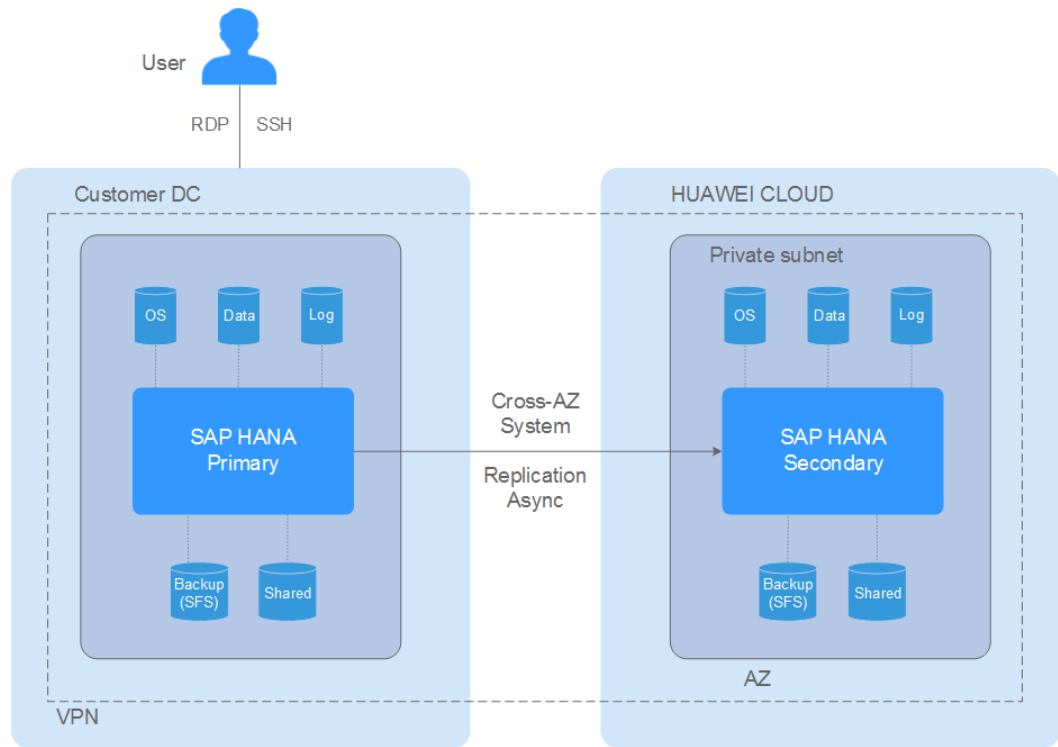 User
RDP
SSH
Customer DC
HUAWEI CLOUD
Private subnet
OS
Data
Log
OS
Data
Log
SAP HANA
Primary
Cross-AZ
System
Replication
Async
SAP HANA
Secondary
Backup
(SFS)
Shared
Backup
(SFS)
Shared
AZ
VPN